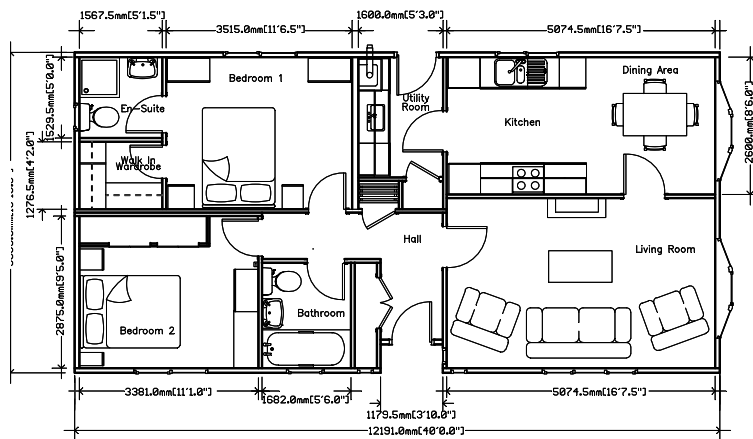 1567.5mm[5'1.5"]
3515.0mm[11'6.5"]
1600.0mm[5'3.0"]
5074.5mm[16'7.5"]
1529.5mm[5'0.0"]
1276.5mm[4'2.0"]
2875.0mm[9'5.0"]
2600.0mm[8'6.0"]
Bedroom 1
En-Suite
Walk In
Wardrobe
Utility
Room
Kitchen
Dining Area
Hall
Living Room
Bedroom 2
Bathroom
3381.0mm[11'1.0"]
1682.0mm[5'6.0"]
1179.5mm[3'10.0"]
5074.5mm[16'7.5"]
12191.0mm[40'0.0"]